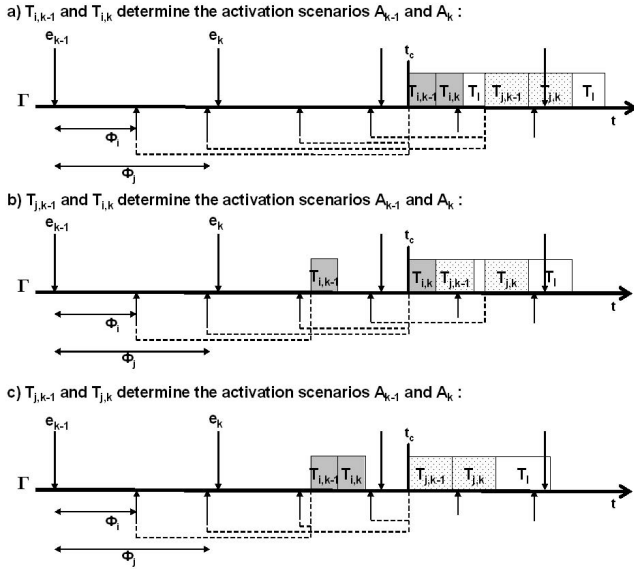 a) Ti,k-1 and Ti,k determine the activation scenarios Ak-1 and Ak :
ek-1 ek tc
Γ Ti,k-1 Ti,k Tl Tj,k-1 Tj,k Tl
t
Φi
Φj
b) Tj,k-1 and Ti,k determine the activation scenarios Ak-1 and Ak :
ek-1 ek tc
Γ Ti,k-1 Ti,k Tj,k-1 Tj,k Tl
t
Φi
Φj
c) Tj,k-1 and Tj,k determine the activation scenarios Ak-1 and Ak :
ek-1 ek tc
Γ Ti,k-1 Ti,k Tj,k-1 Tj,k Tl
t
Φi
Φj